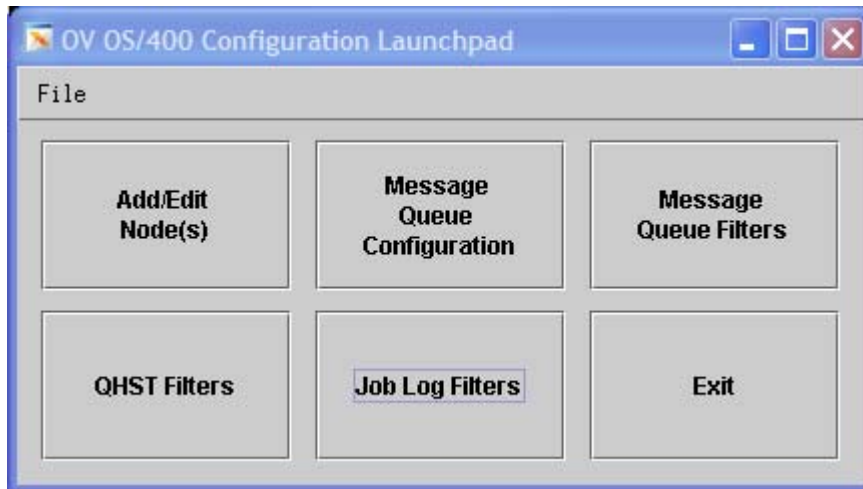 OV OS/400 Configuration Launchpad
File
Add/Edit
Node(s)
Message
Queue
Configuration
Message
Queue Filters
QHST Filters
Job Log Filters
Exit